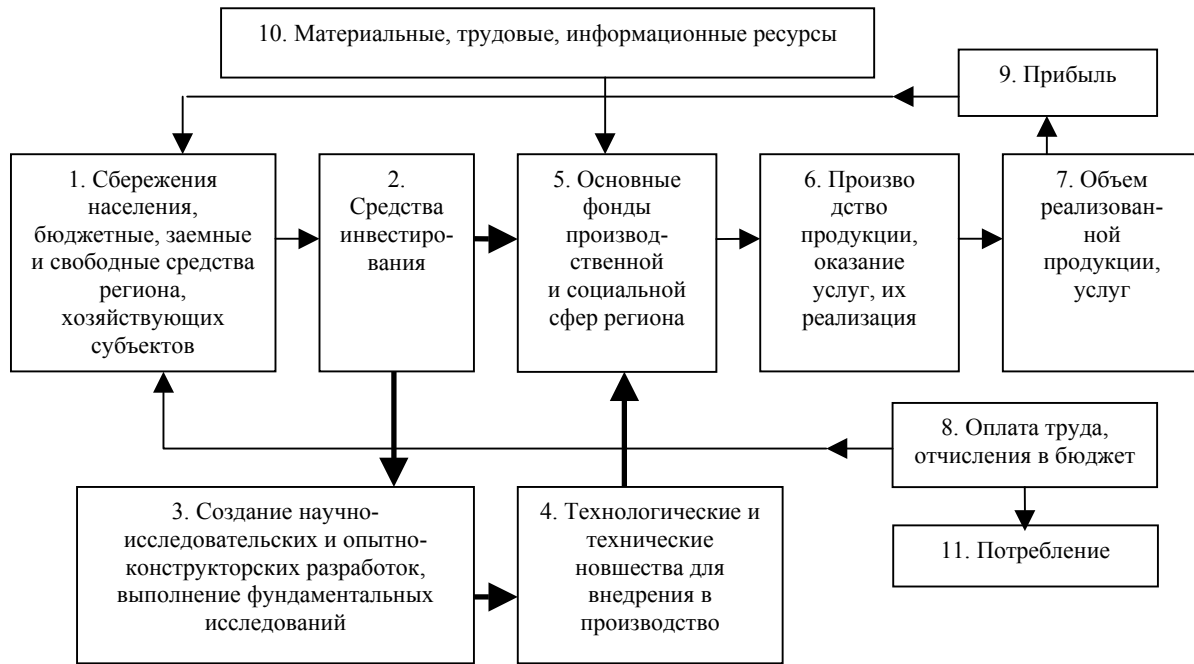 10. Материальные, трудовые, информационные ресурсы
9. Прибыль
1. Сбережения
населения,
бюджетные, заемные
и свободные средства
региона,
хозяйствующих
субъектов
2.
Средства
инвестиро-
вания
5. Основные
фонды
производ-
ственной
и социальной
сфер региона
6. Произво
дство
продукции,
оказание
услуг, их
реализация
7. Объем
реализован-
ной
продукции,
услуг
8. Оплата труда,
отчисления в бюджет
3. Создание научно-
исследовательских и опытно-
конструкторских разработок,
выполнение фундаментальных
исследований
4. Технологические и
технические
новшества для
внедрения в
производство
11. Потребление